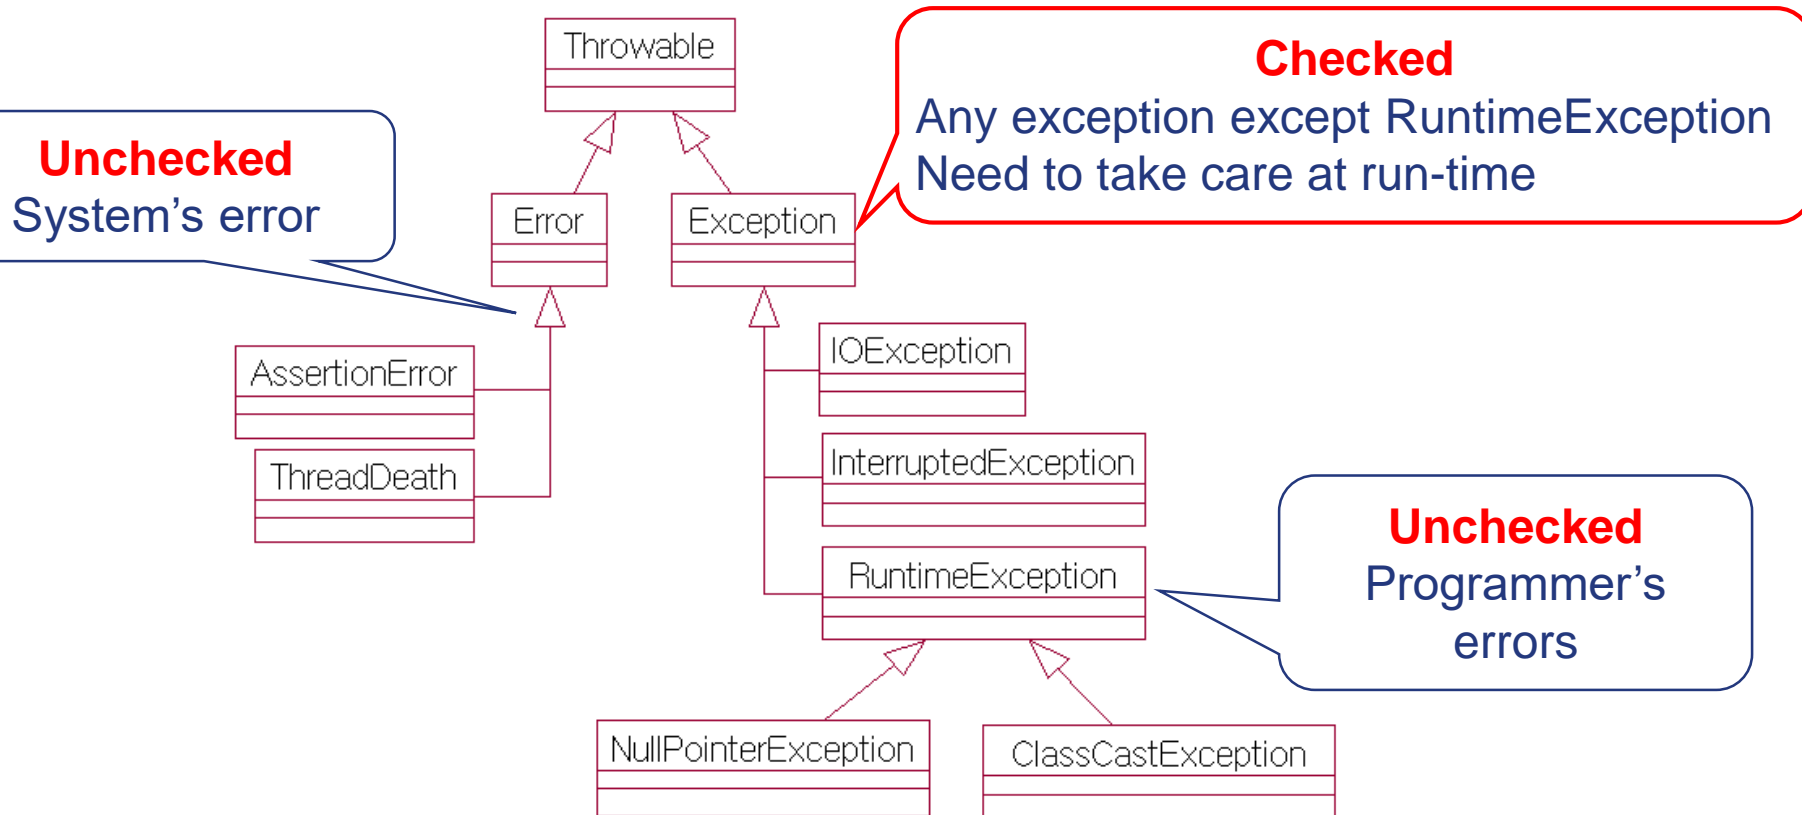 Throwable
Checked
Any exception except RuntimeException
Need to take care at run-time
Unchecked
System's error
Error
Exception
IOException
AssertionError
InterruptedException
ThreadDeath
RuntimeException
Unchecked
Programmer's
errors
NullPointerException
ClassCastException